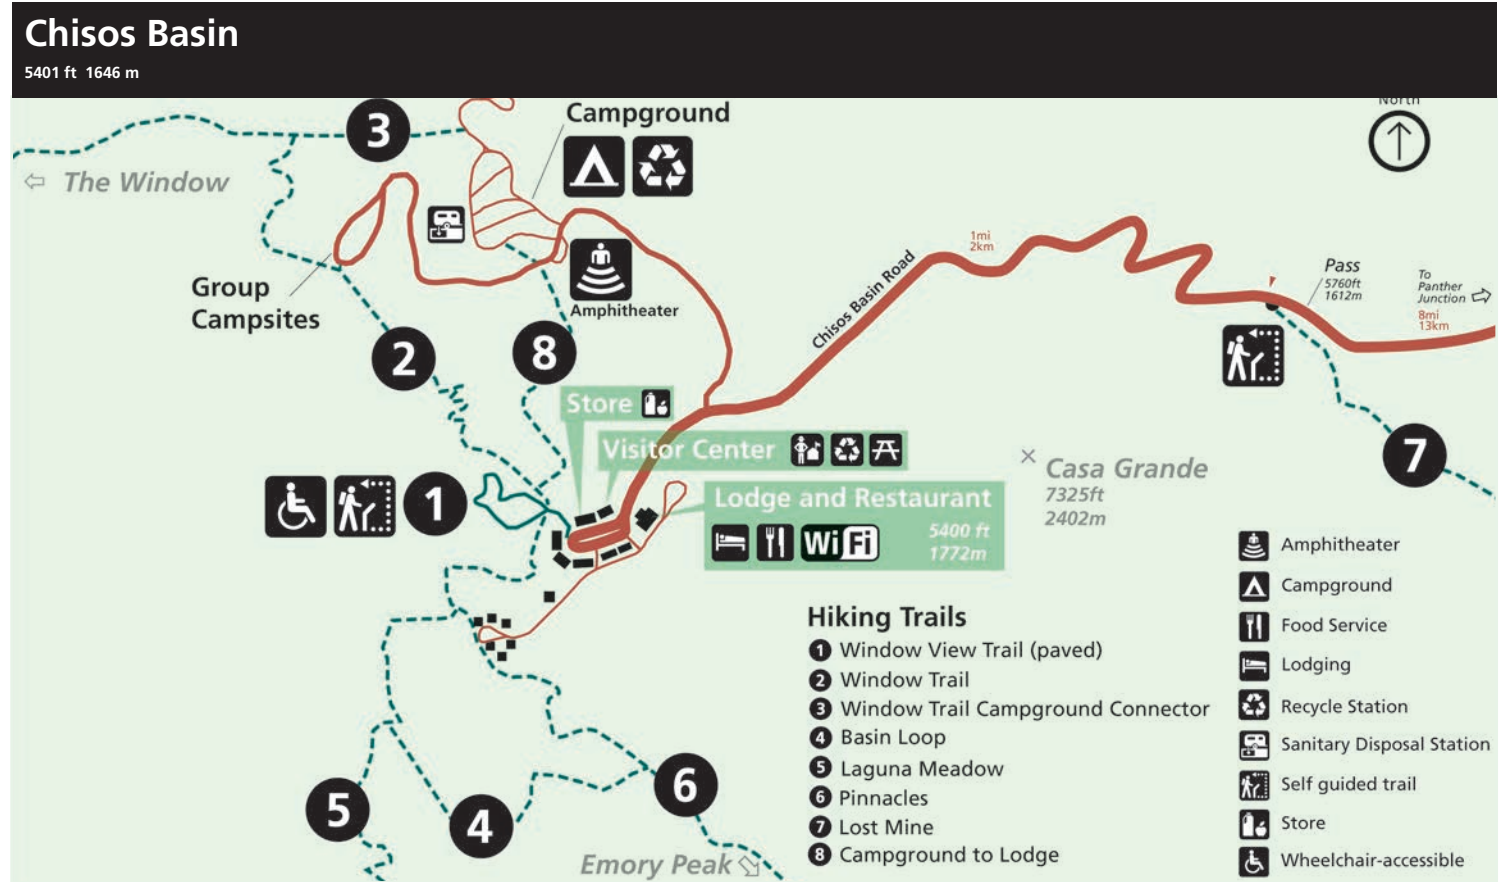 Chisos Basin
5401 ft 1646 m
North
Campground
3
The Window
1mi
2km
Chisos Basin Road
Pass
5760ft
1612m
To
Panther
Junction
8mi
13km
Group
Campsites
Amphitheater
2
8
Store
Visitor Center
7
Casa Grande
7325ft
2402m
1
Lodge and Restaurant
WiFi
5400 ft
1772m
Hiking Trails
1 Window View Trail (paved)
2 Window Trail
3 Window Trail Campground Connector
4 Basin Loop
5 Laguna Meadow
6 Pinnacles
7 Lost Mine
8 Campground to Lodge
Amphitheater
Campground
Food Service
Lodging
Recycle Station
Sanitary Disposal Station
Self guided trail
Store
Wheelchair-accessible
6
5
4
Emory Peak